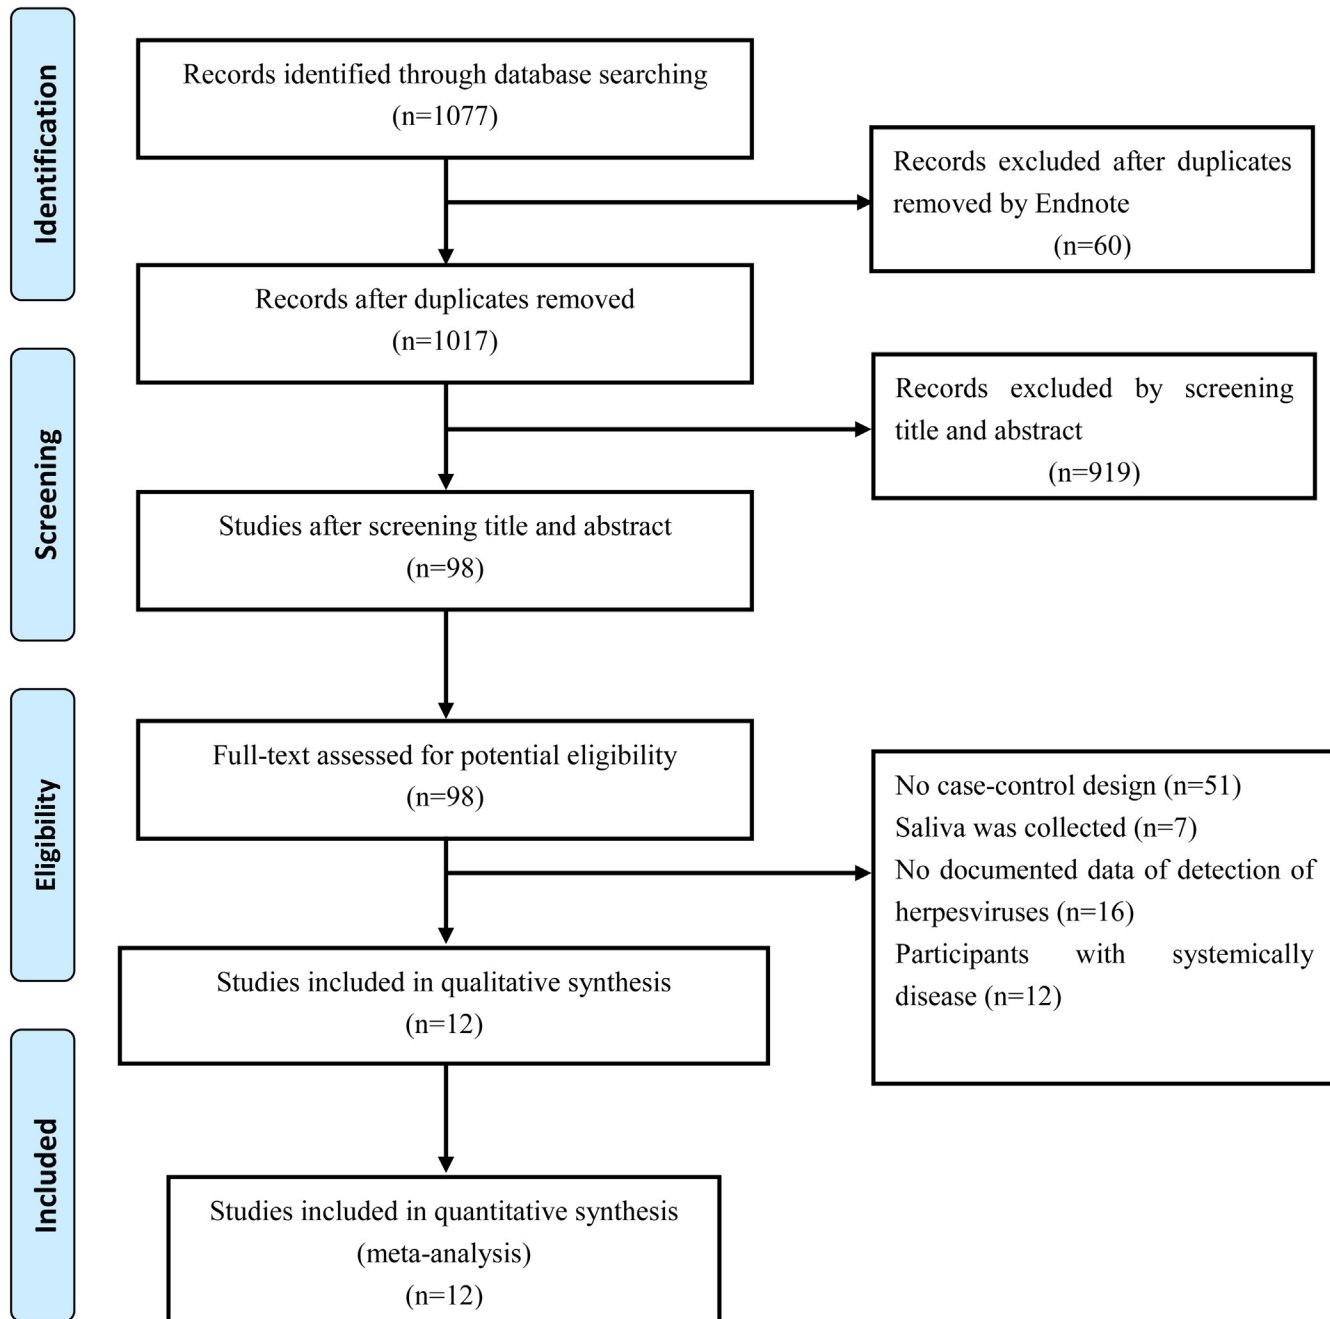 Identification
Records identified through database searching
(n=1077)
Records excluded after duplicates
removed by Endnote
(n=60)
Records after duplicates removed
(n=1017)
Screening
Records excluded by screening
title and abstract
(n=919)
Studies after screening title and abstract
(n=98)
Eligibility
Full-text assessed for potential eligibility
(n=98)
No case-control design (n=51)
Saliva was collected (n=7)
No documented data of detection of
herpesviruses (n=16)
Participants with systemically
disease (n=12)
Studies included in qualitative synthesis
(n=12)
Included
Studies included in quantitative synthesis
(meta-analysis)
(n=12)